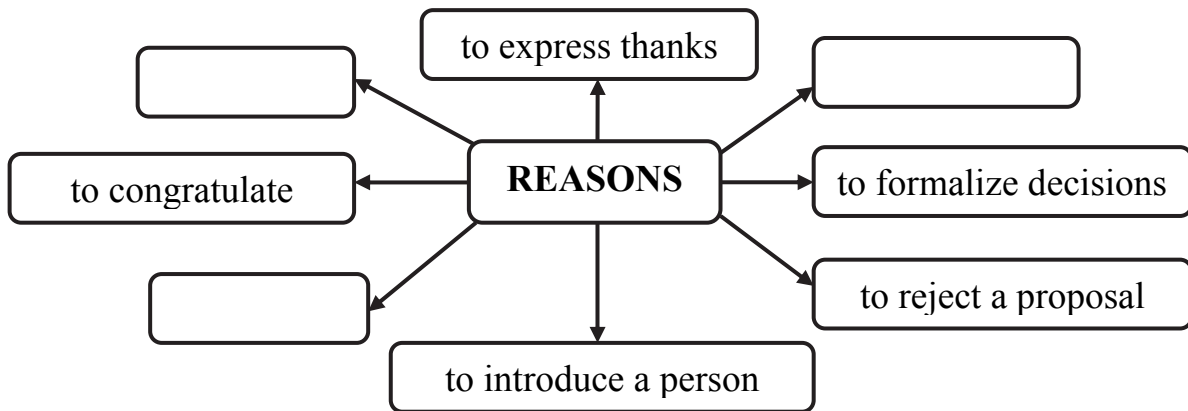 to express thanks
to congratulate
REASONS
to formalize decisions
to reject a proposal
to introduce a person